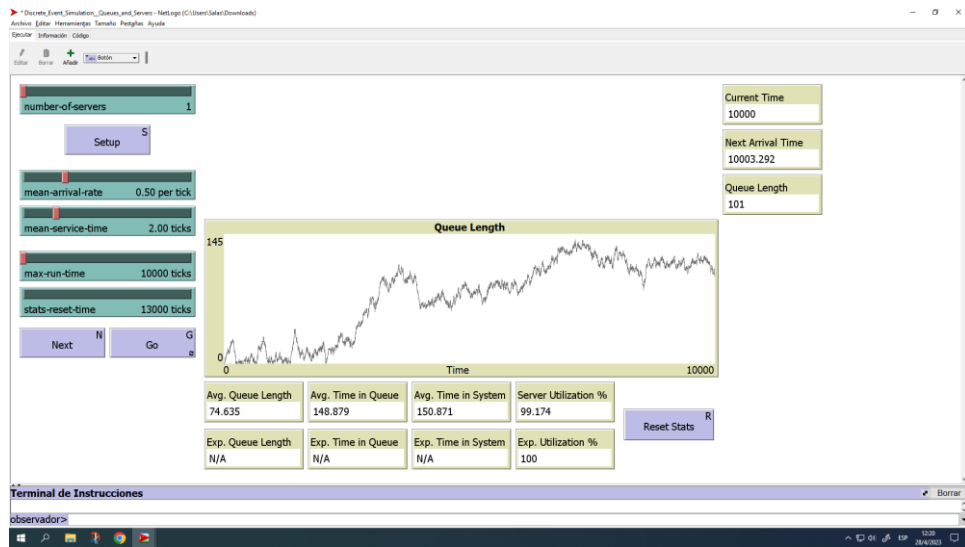 * Discrete_Event_Simulation__Queues_and_Servers - NetLogo {C:\Users\Salas\Downloads}
Archivo Editar Herramientas Tamaño Pestañas Ayuda
Ejecutar Información Código
Editar Borrar Añadir Botón
number-of-servers 1
S
Setup
mean-arrival-rate 0.50 per tick
mean-service-time 2.00 ticks
max-run-time 10000 ticks
stats-reset-time 13000 ticks
N
Next
G
Go
Current Time
10000
Next Arrival Time
10003.292
Queue Length
101
Queue Length
145
0
0 Time 10000
Avg. Queue Length Avg. Time in Queue Avg. Time in System Server Utilization %
74.635 148.879 150.871 99.174
R
Reset Stats
Exp. Queue Length Exp. Time in Queue Exp. Time in System Exp. Utilization %
N/A N/A N/A 100
Terminal de Instrucciones Borrar
observador>
ESP 12:20
28/4/2023